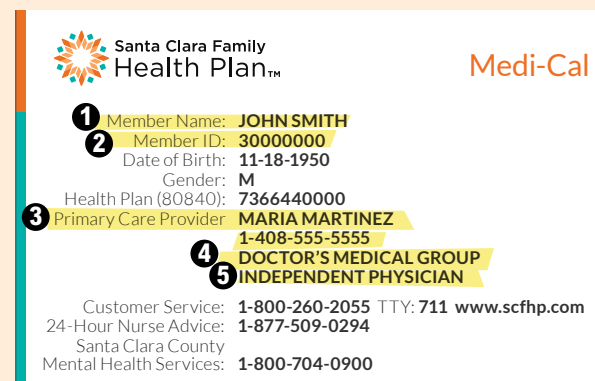 Santa Clara Family
Health Plan™
Medi-Cal
1 Member Name: JOHN SMITH
2 Member ID: 30000000
Date of Birth: 11-18-1950
Gender: M
Health Plan (80840): 7366440000
3 Primary Care Provider MARIA MARTINEZ
1-408-555-5555
4 DOCTOR'S MEDICAL GROUP
5 INDEPENDENT PHYSICIAN
Customer Service: 1-800-260-2055 TTY: 711 www.scfhp.com
24-Hour Nurse Advice: 1-877-509-0294
Santa Clara County
Mental Health Services: 1-800-704-0900